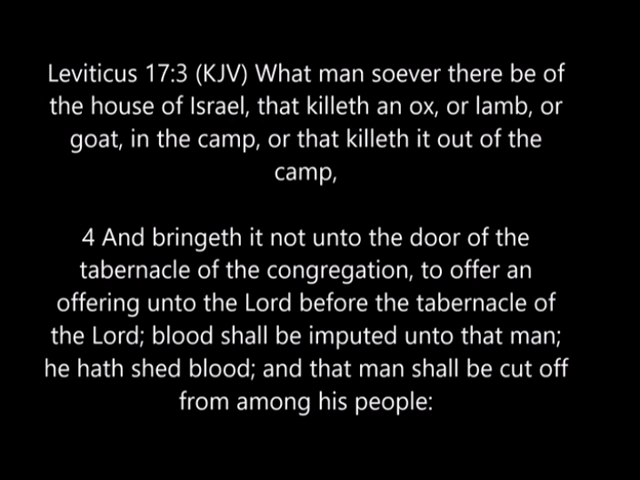 Leviticus 17:3 (KJV) What man soever there be of
the house of Israel, that killeth an ox, or lamb, or
goat, in the camp, or that killeth it out of the
camp,
4 And bringeth it not unto the door of the
tabernacle of the congregation, to offer an
offering unto the Lord before the tabernacle of
the Lord; blood shall be imputed unto that man;
he hath shed blood; and that man shall be cut off
from among his people: